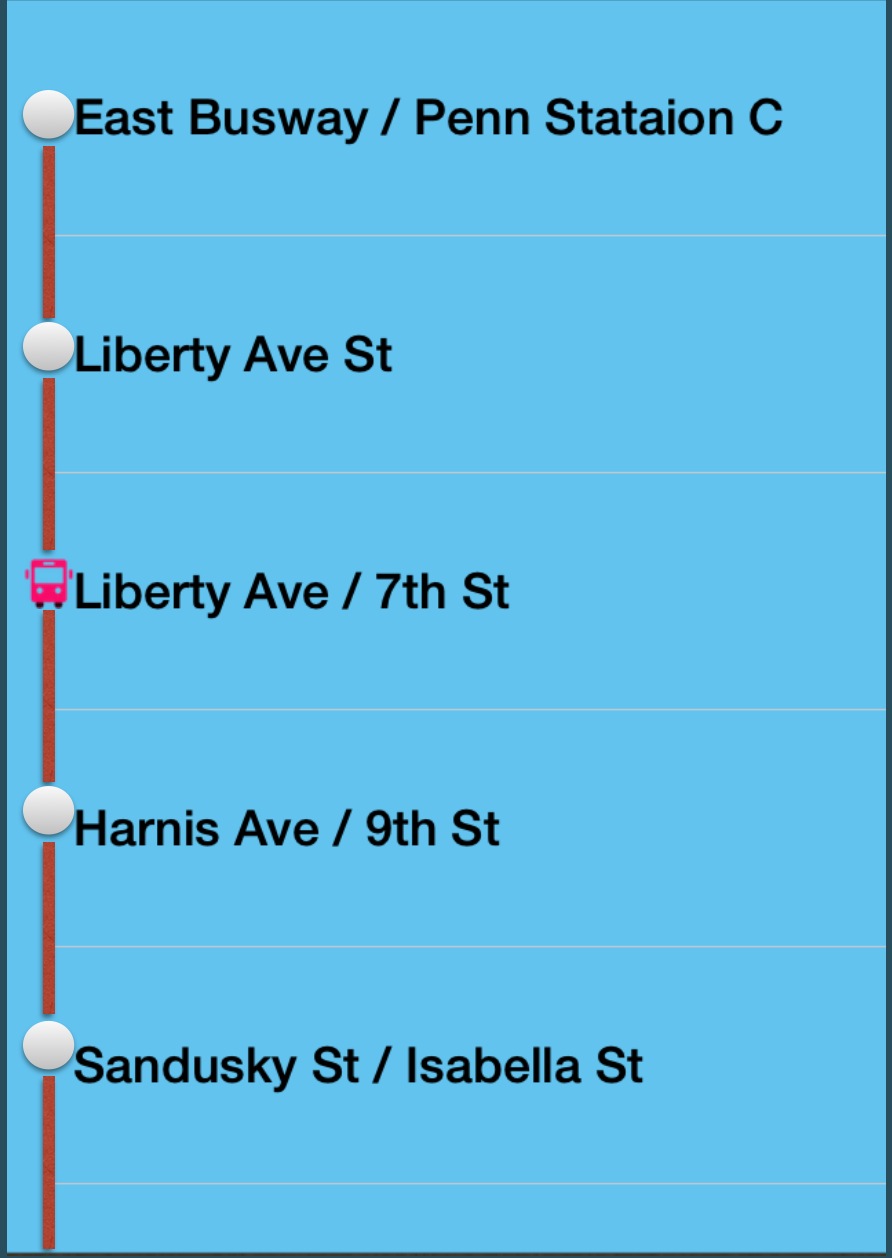 East Busway / Penn Stataion C
Liberty Ave St
Liberty Ave / 7th St
Harnis Ave / 9th St
Sandusky St / Isabella St